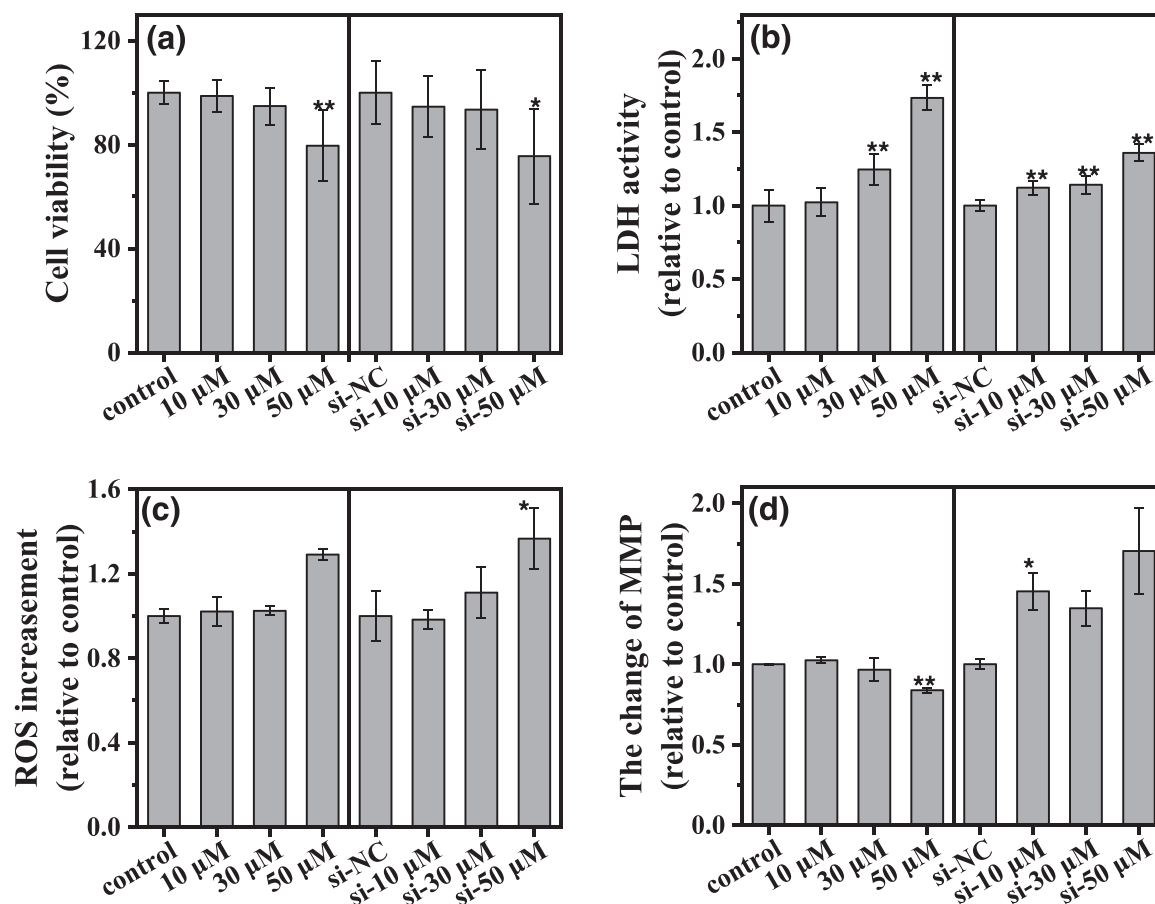 (a)
Cell viability (%)
120
80
40
0
**
*
control
10 µM
30 µM
50 µM
si-NC
si-10 µM
si-30 µM
si-50 µM
(b)
LDH activity
(relative to control)
2.0
1.5
1.0
0.5
0.0
**
**
**
**
**
control
10 µM
30 µM
50 µM
si-NC
si-10 µM
si-30 µM
si-50 µM
(c)
ROS increasement
(relative to control)
1.6
1.2
0.8
0.4
0.0
*
control
10 µM
30 µM
50 µM
si-NC
si-10 µM
si-30 µM
si-50 µM
(d)
The change of MMP
(relative to control)
2.0
1.5
1.0
0.5
0.0
**
*
control
10 µM
30 µM
50 µM
si-NC
si-10 µM
si-30 µM
si-50 µM